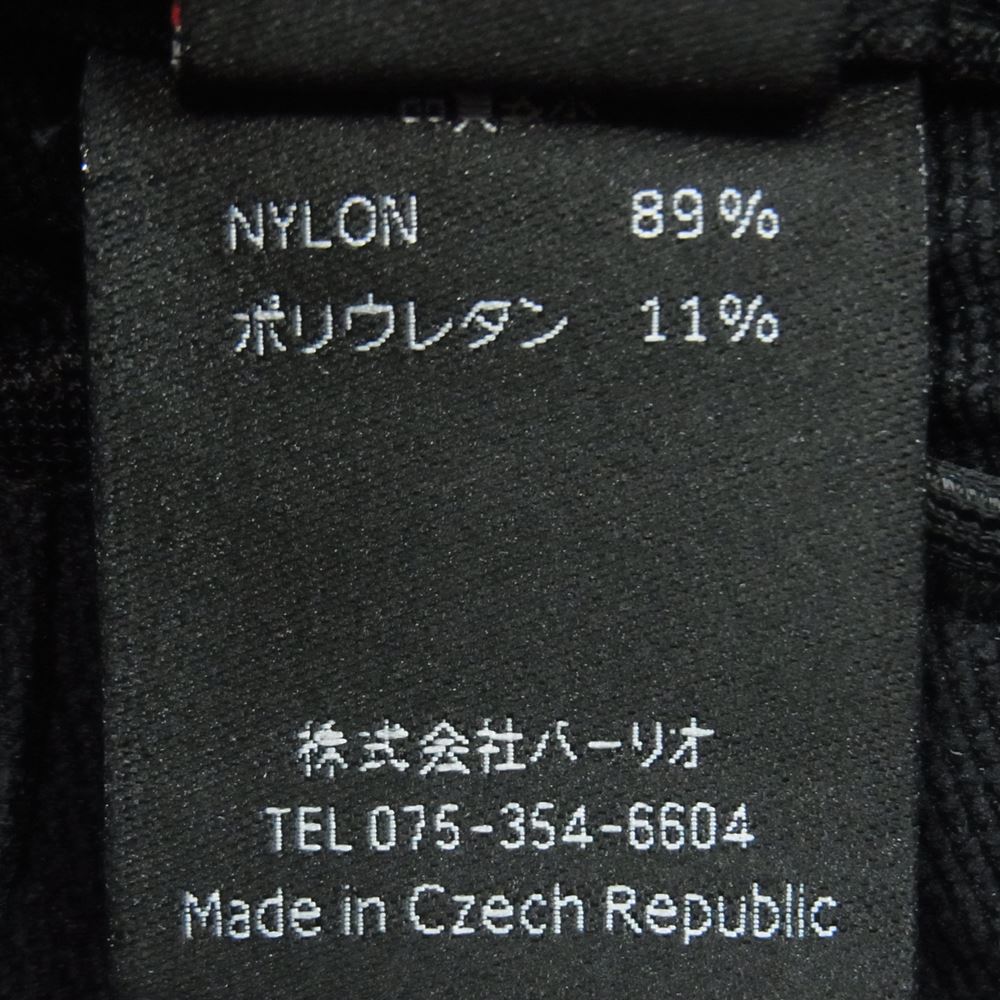 NYLON 89%
ポリウレタン 11%
株式会社バーリオ
TEL 075-354-6604
Made in Czech Republic